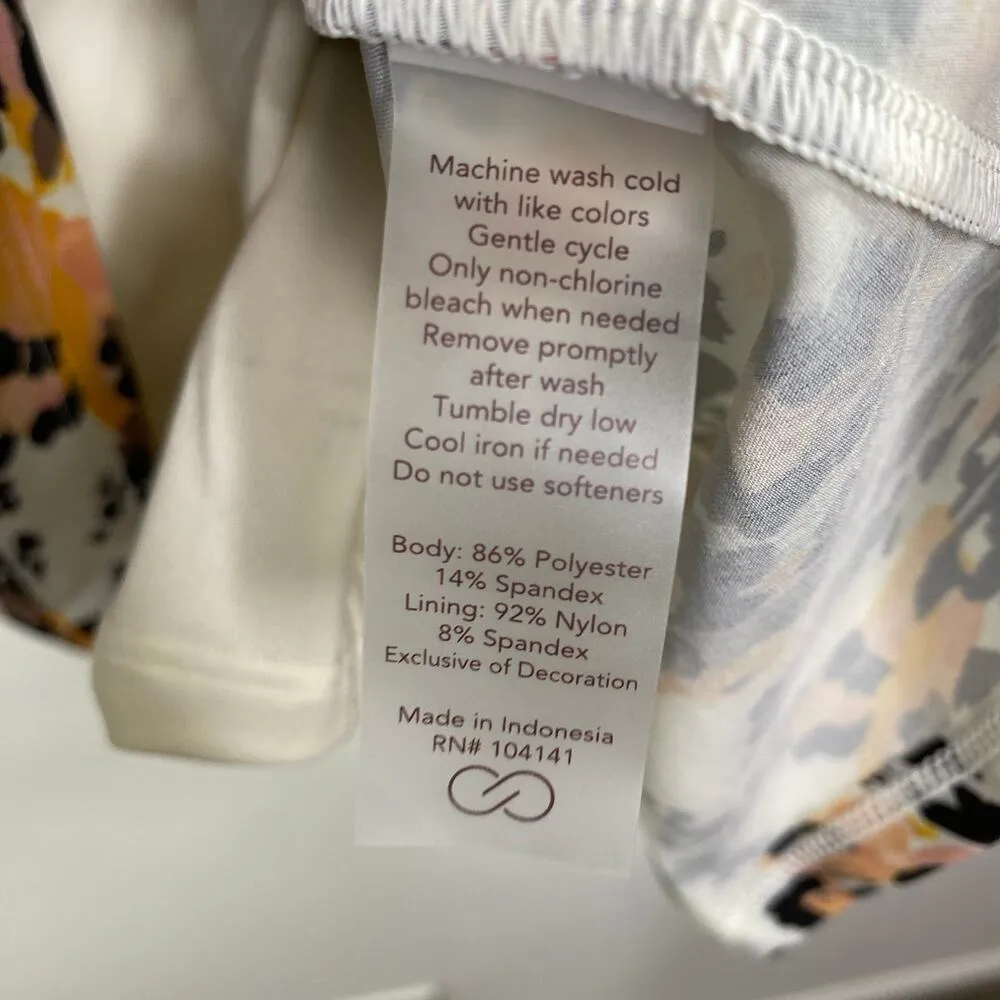 Machine wash cold
with like colors
Gentle cycle
Only non-chlorine
bleach when needed
Remove promptly
after wash
Tumble dry low
Cool iron if needed
Do not use softeners
Body: 86% Polyester
14% Spandex
Lining: 92% Nylon
8% Spandex
Exclusive of Decoration
Made in Indonesia
RN# 104141